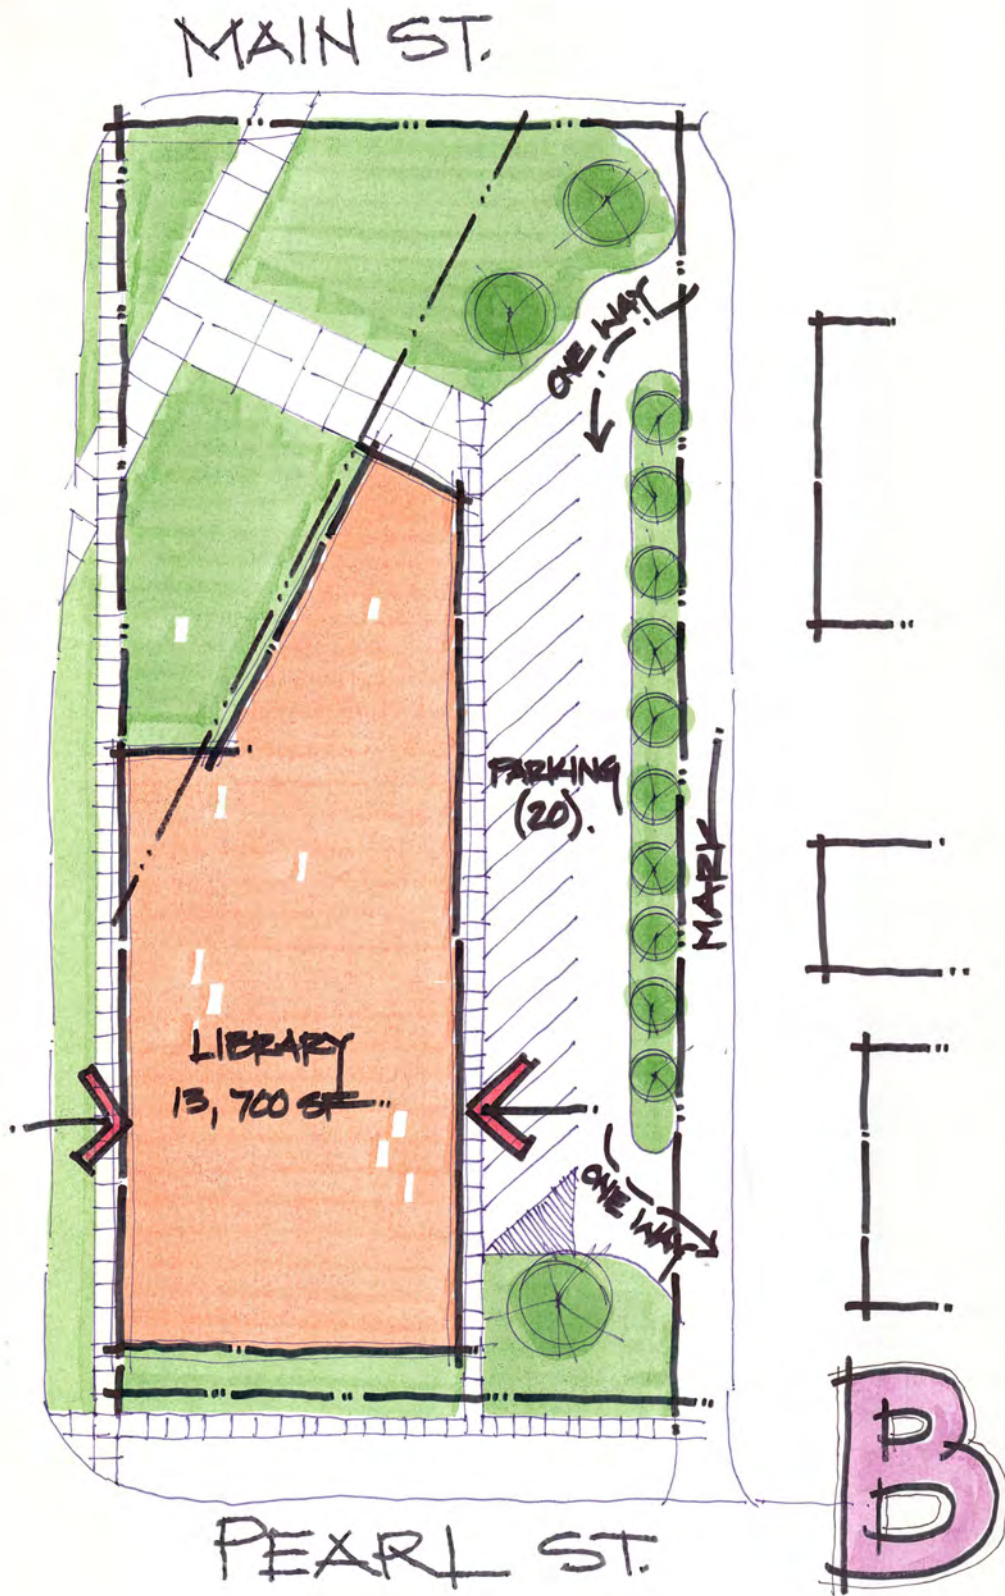 MAIN ST.
ONE WAY
PARKING
(20).
MARK
LIBRARY
13,700 SF
ONE WAY
PEARL ST.
B